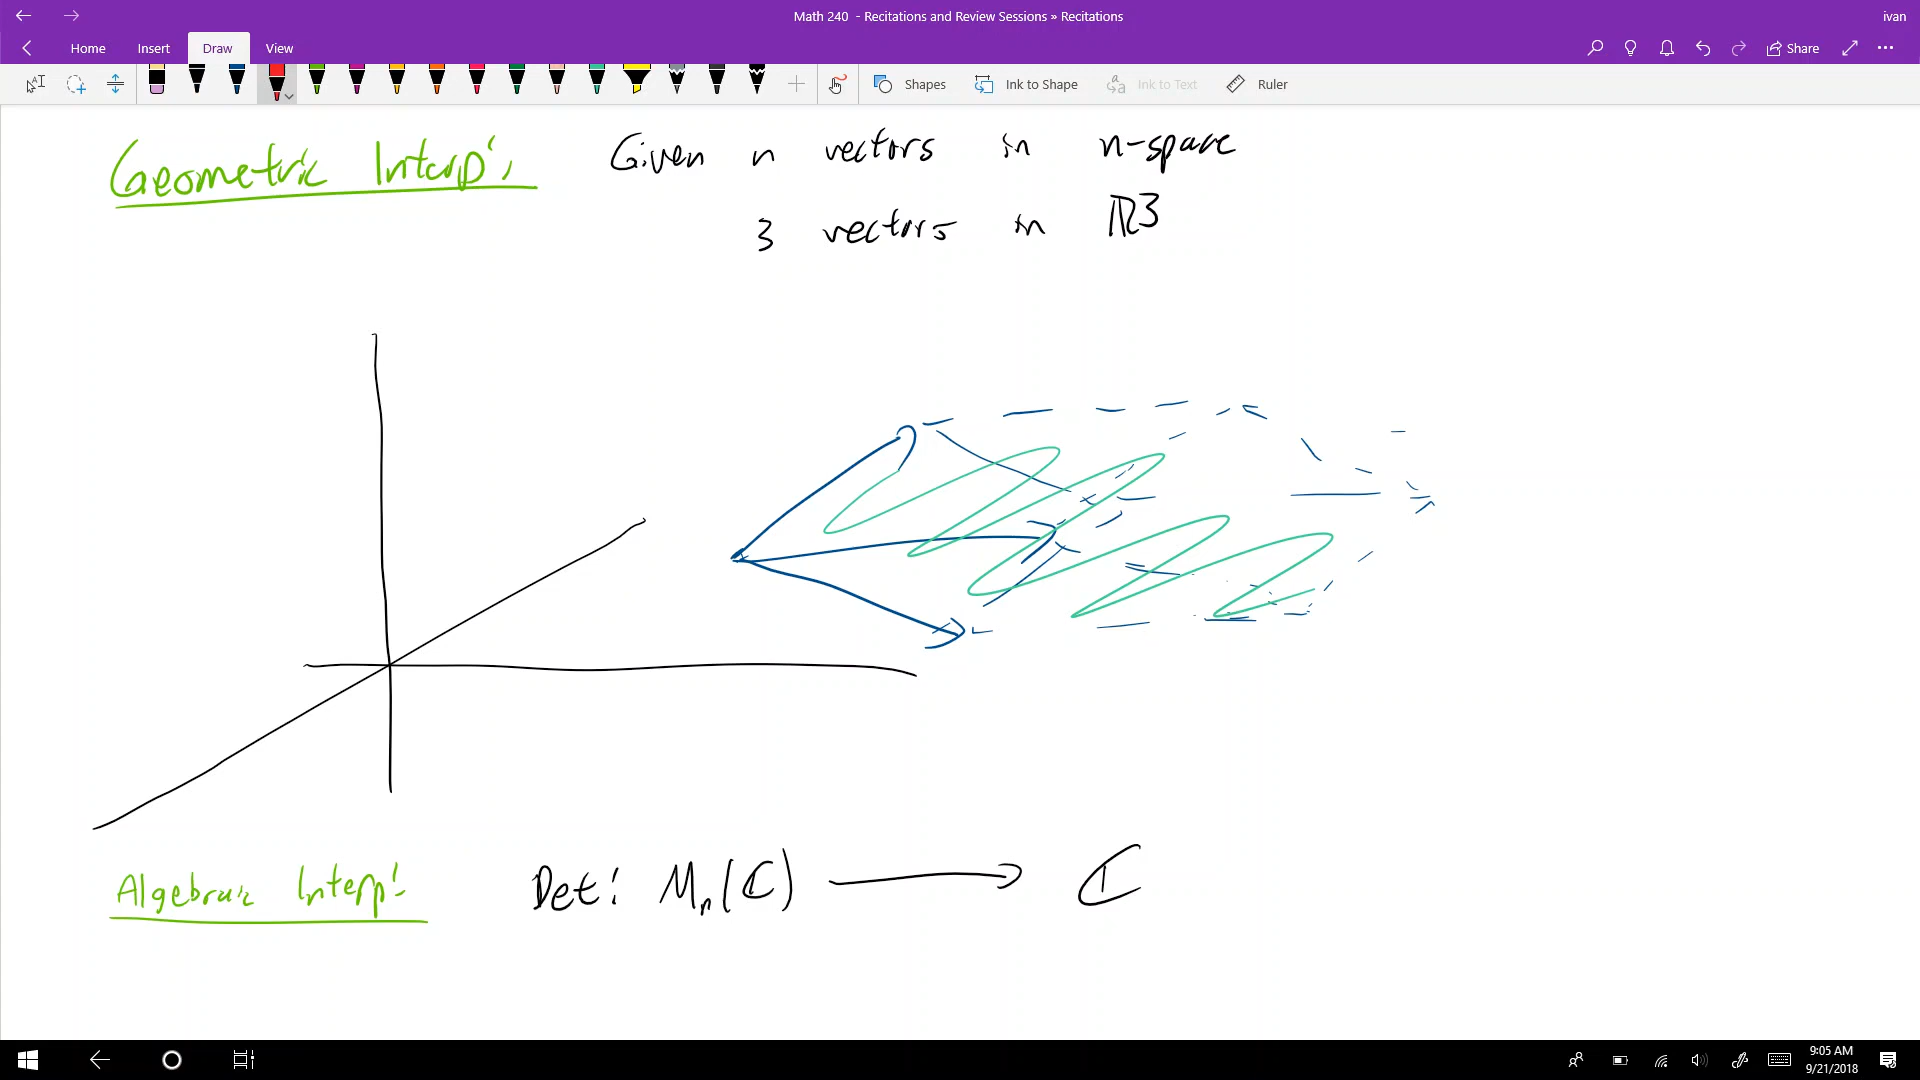 Math 240 - Recitations and Review Sessions » Recitations
ivan
Home Insert Draw View
Share
Shapes Ink to Shape Ink to Text Ruler
Geometric Interp:
Given n vectors in n-space
3 vectors in ℝ3
Algebraic Interp:
Det: Mn(ℂ) ⟶ ℂ
9:05 AM
9/21/2018